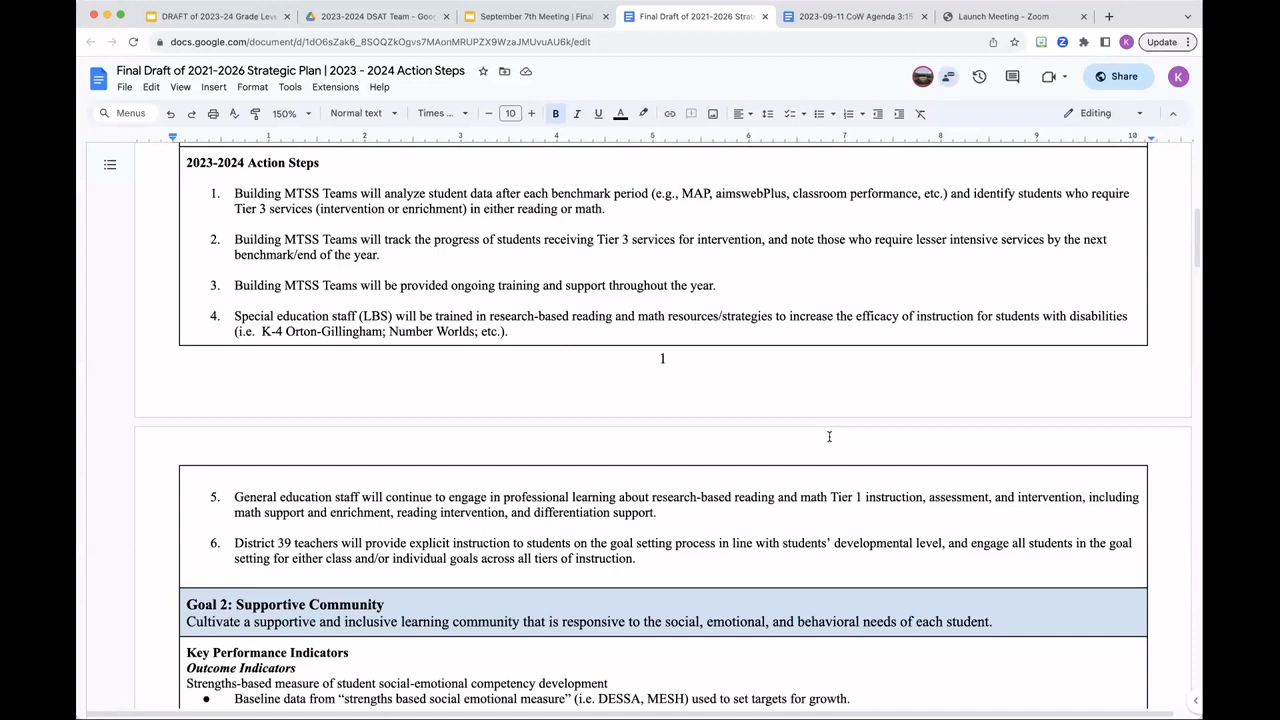 DRAFT of 2023-24 Grade Lev
2023-2024 DSAT Team - Goog
September 7th Meeting | Final
Final Draft of 2021-2026 Strate
2023-09-11 CoW Agenda 3:15
Launch Meeting - Zoom
docs.google.com/document/d/1dO6sZak6_8SOQZkOgvs7MAonMRUPZX9WzaJMUvuAU6k/edit
K
Update
Final Draft of 2021-2026 Strategic Plan | 2023 - 2024 Action Steps
File Edit View Insert Format Tools Extensions Help
Share
K
Menus
150%
Normal text
Times ...
10
B I U A
Editing
1 2 3 4 5 6 7 8 9 10
2023-2024 Action Steps
1. Building MTSS Teams will analyze student data after each benchmark period (e.g., MAP, aimswebPlus, classroom performance, etc.) and identify students who require
Tier 3 services (intervention or enrichment) in either reading or math.
2. Building MTSS Teams will track the progress of students receiving Tier 3 services for intervention, and note those who require lesser intensive services by the next
benchmark/end of the year.
3. Building MTSS Teams will be provided ongoing training and support throughout the year.
4. Special education staff (LBS) will be trained in research-based reading and math resources/strategies to increase the efficacy of instruction for students with disabilities
(i.e. K-4 Orton-Gillingham; Number Worlds; etc.).
1
5. General education staff will continue to engage in professional learning about research-based reading and math Tier 1 instruction, assessment, and intervention, including
math support and enrichment, reading intervention, and differentiation support.
6. District 39 teachers will provide explicit instruction to students on the goal setting process in line with students’ developmental level, and engage all students in the goal
setting for either class and/or individual goals across all tiers of instruction.
Goal 2: Supportive Community
Cultivate a supportive and inclusive learning community that is responsive to the social, emotional, and behavioral needs of each student.
Key Performance Indicators
Outcome Indicators
Strengths-based measure of student social-emotional competency development
● Baseline data from “strengths based social emotional measure” (i.e. DESSA, MESH) used to set targets for growth.